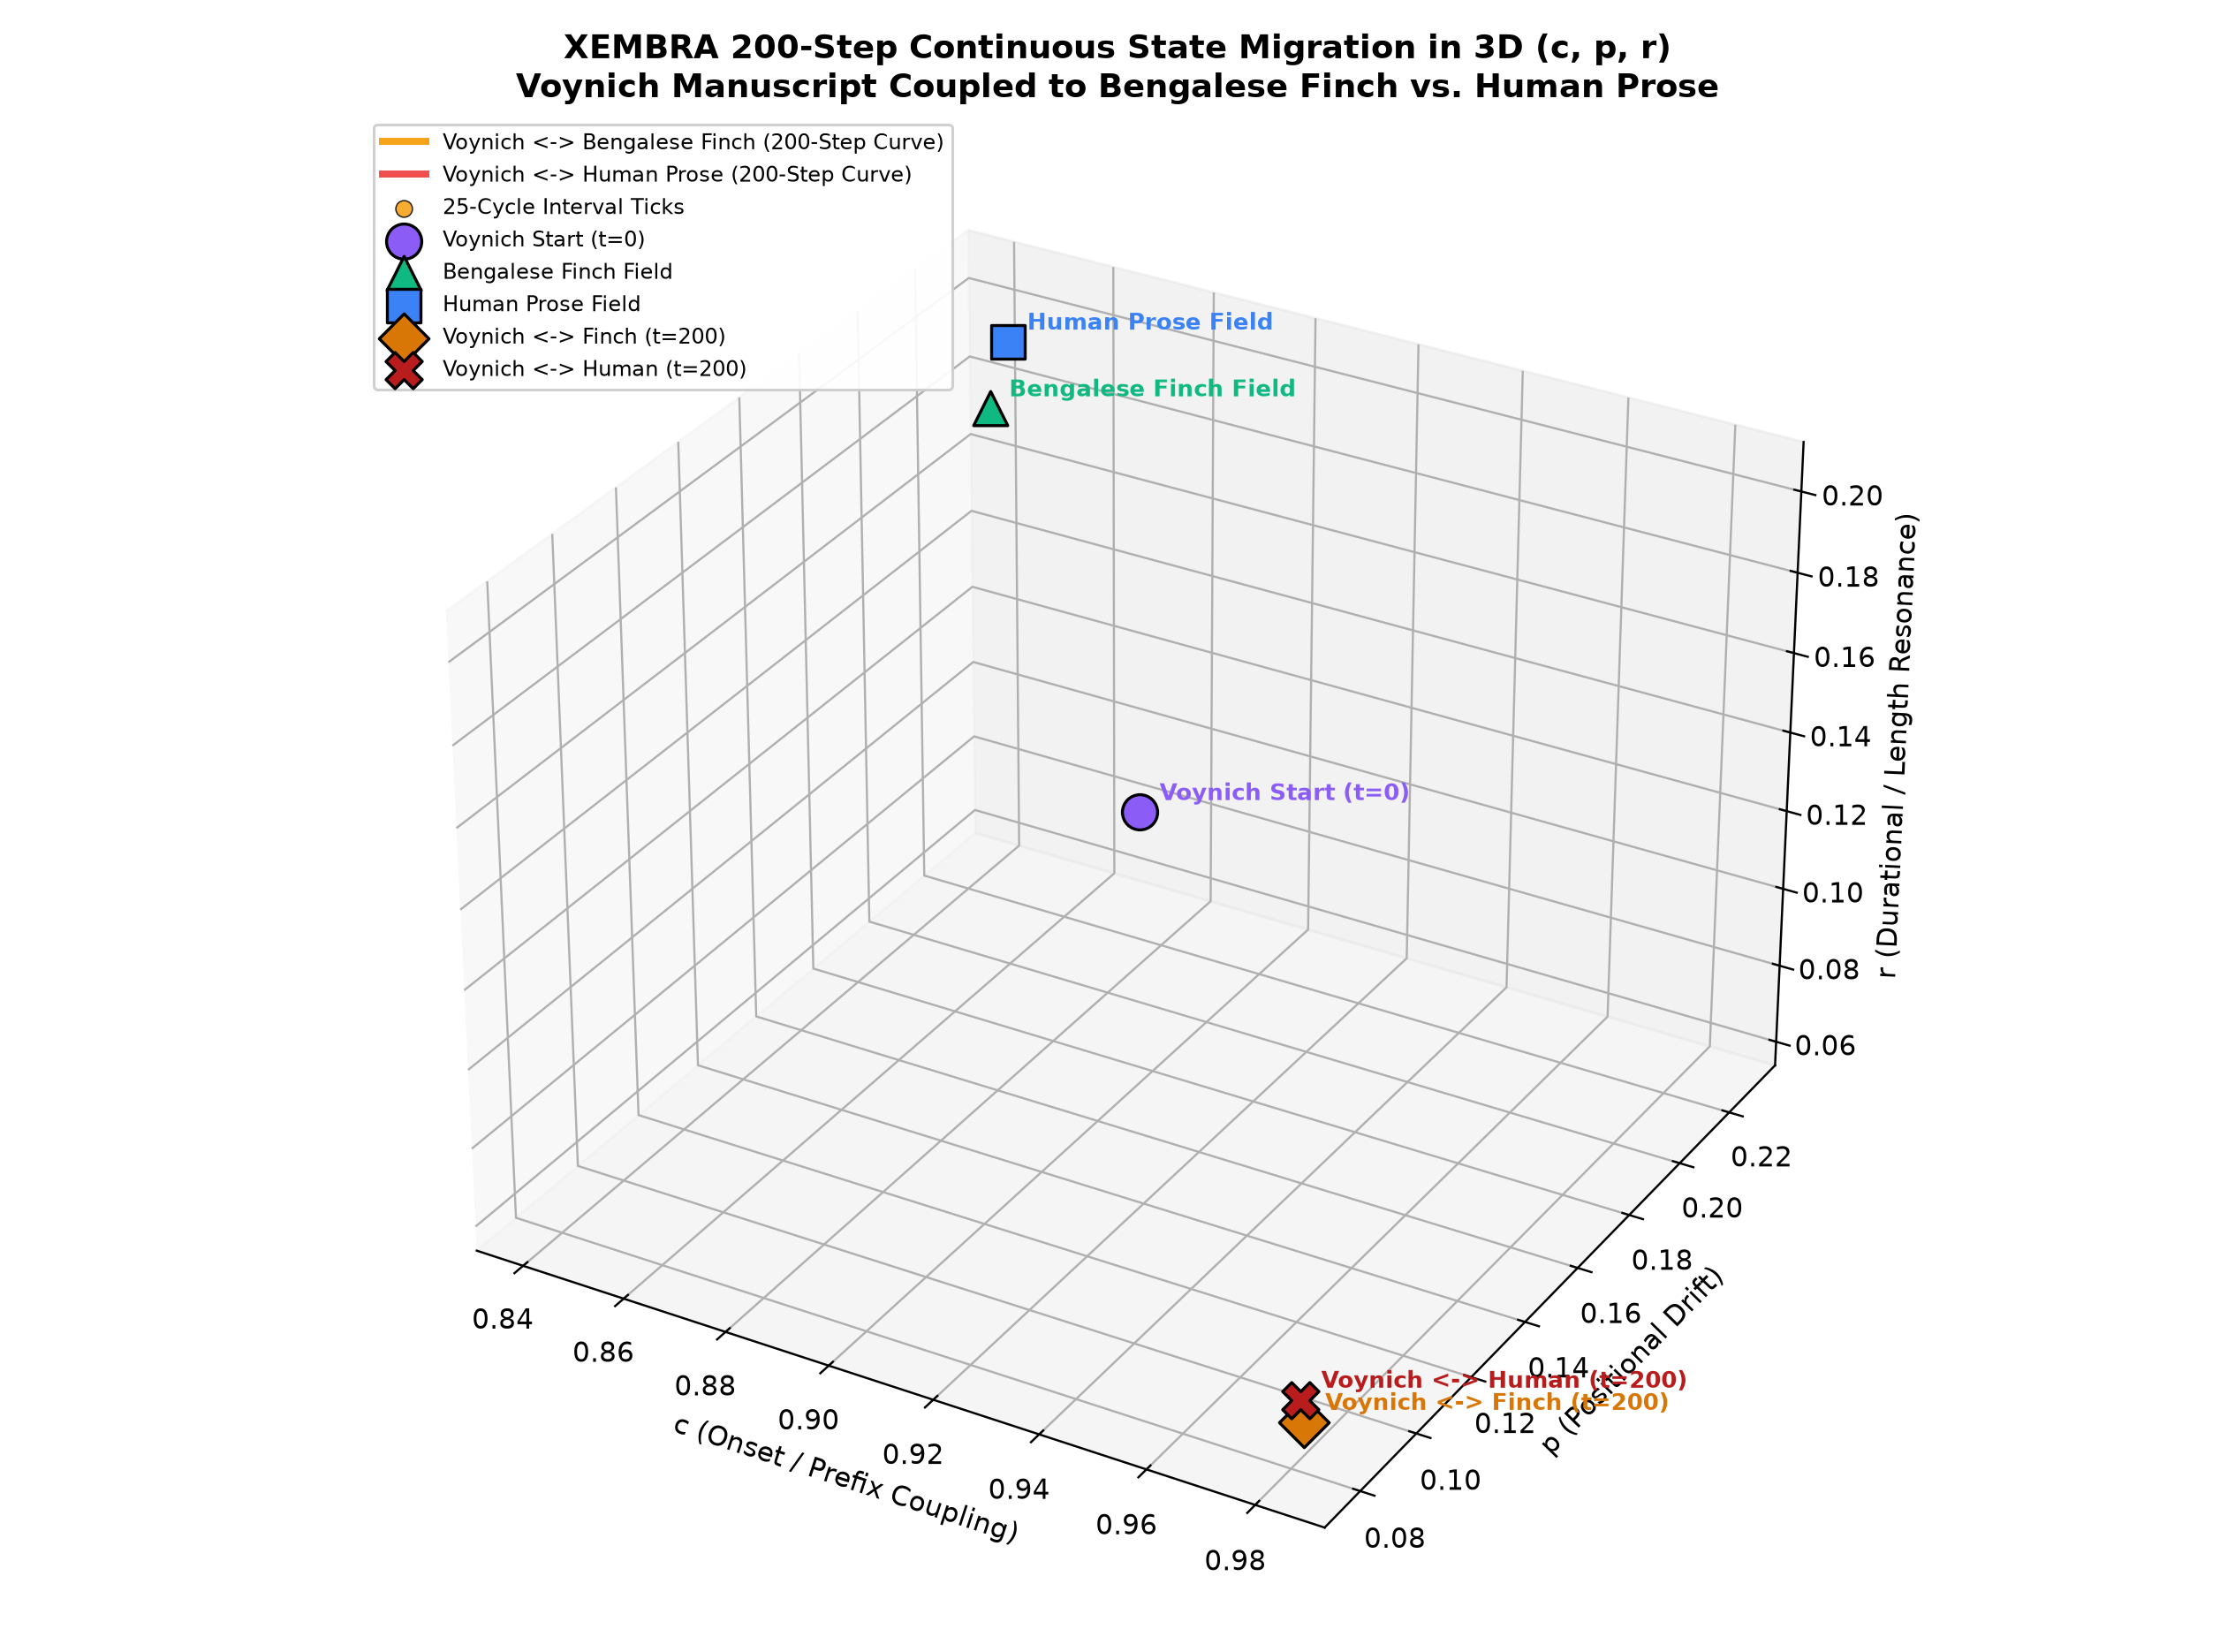 XEMBRA 200-Step Continuous State Migration in 3D (c, p, r)
Voynich Manuscript Coupled to Bengalese Finch vs. Human Prose
Voynich <-> Bengalese Finch (200-Step Curve)
Voynich <-> Human Prose (200-Step Curve)
25-Cycle Interval Ticks
Voynich Start (t=0)
Bengalese Finch Field
Human Prose Field
Voynich <-> Finch (t=200)
Voynich <-> Human (t=200)
Human Prose Field
Bengalese Finch Field
Voynich Start (t=0)
Voynich <-> Human (t=200)
Voynich <-> Finch (t=200)
0.20
0.18
0.16
0.14
0.12
0.10
0.08
0.06
r (Durational / Length Resonance)
0.22
0.20
0.18
0.16
0.14
0.12
0.10
0.08
p (Positional Drift)
0.84
0.86
0.88
0.90
0.92
0.94
0.96
0.98
c (Onset / Prefix Coupling)